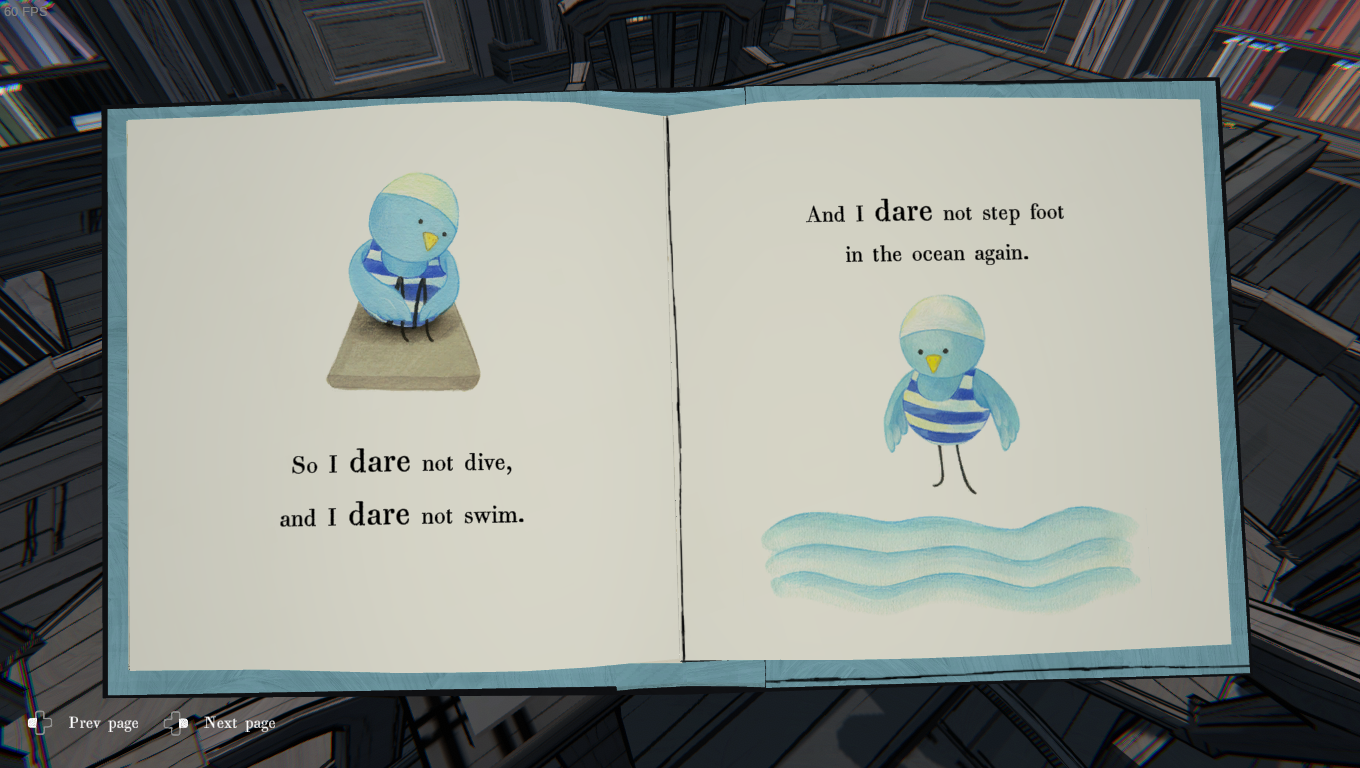 60 FPS
So I dare not dive,
and I dare not swim.
And I dare not step foot
in the ocean again.
Prev page Next page